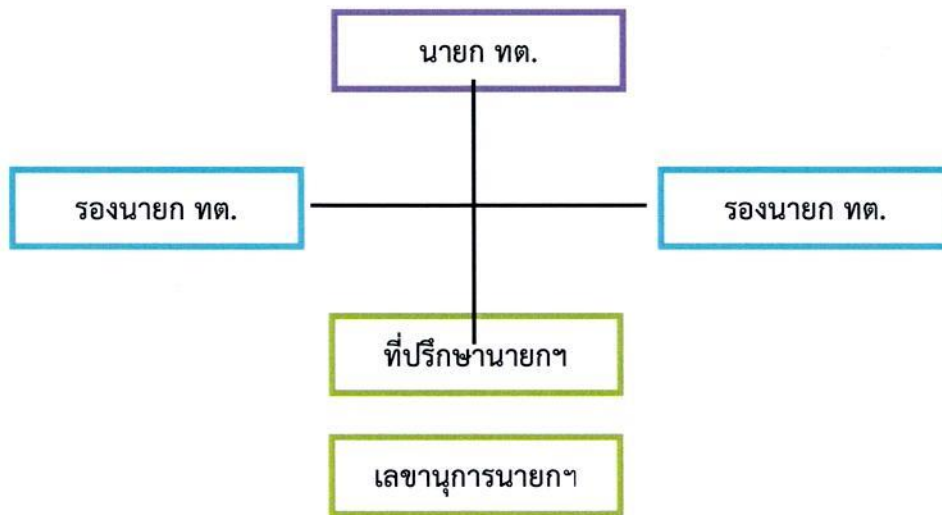 นายก ทต.
รองนายก ทต.
รองนายก ทต.
ที่ปรึกษานายกฯ
เลขานุการนายกฯ